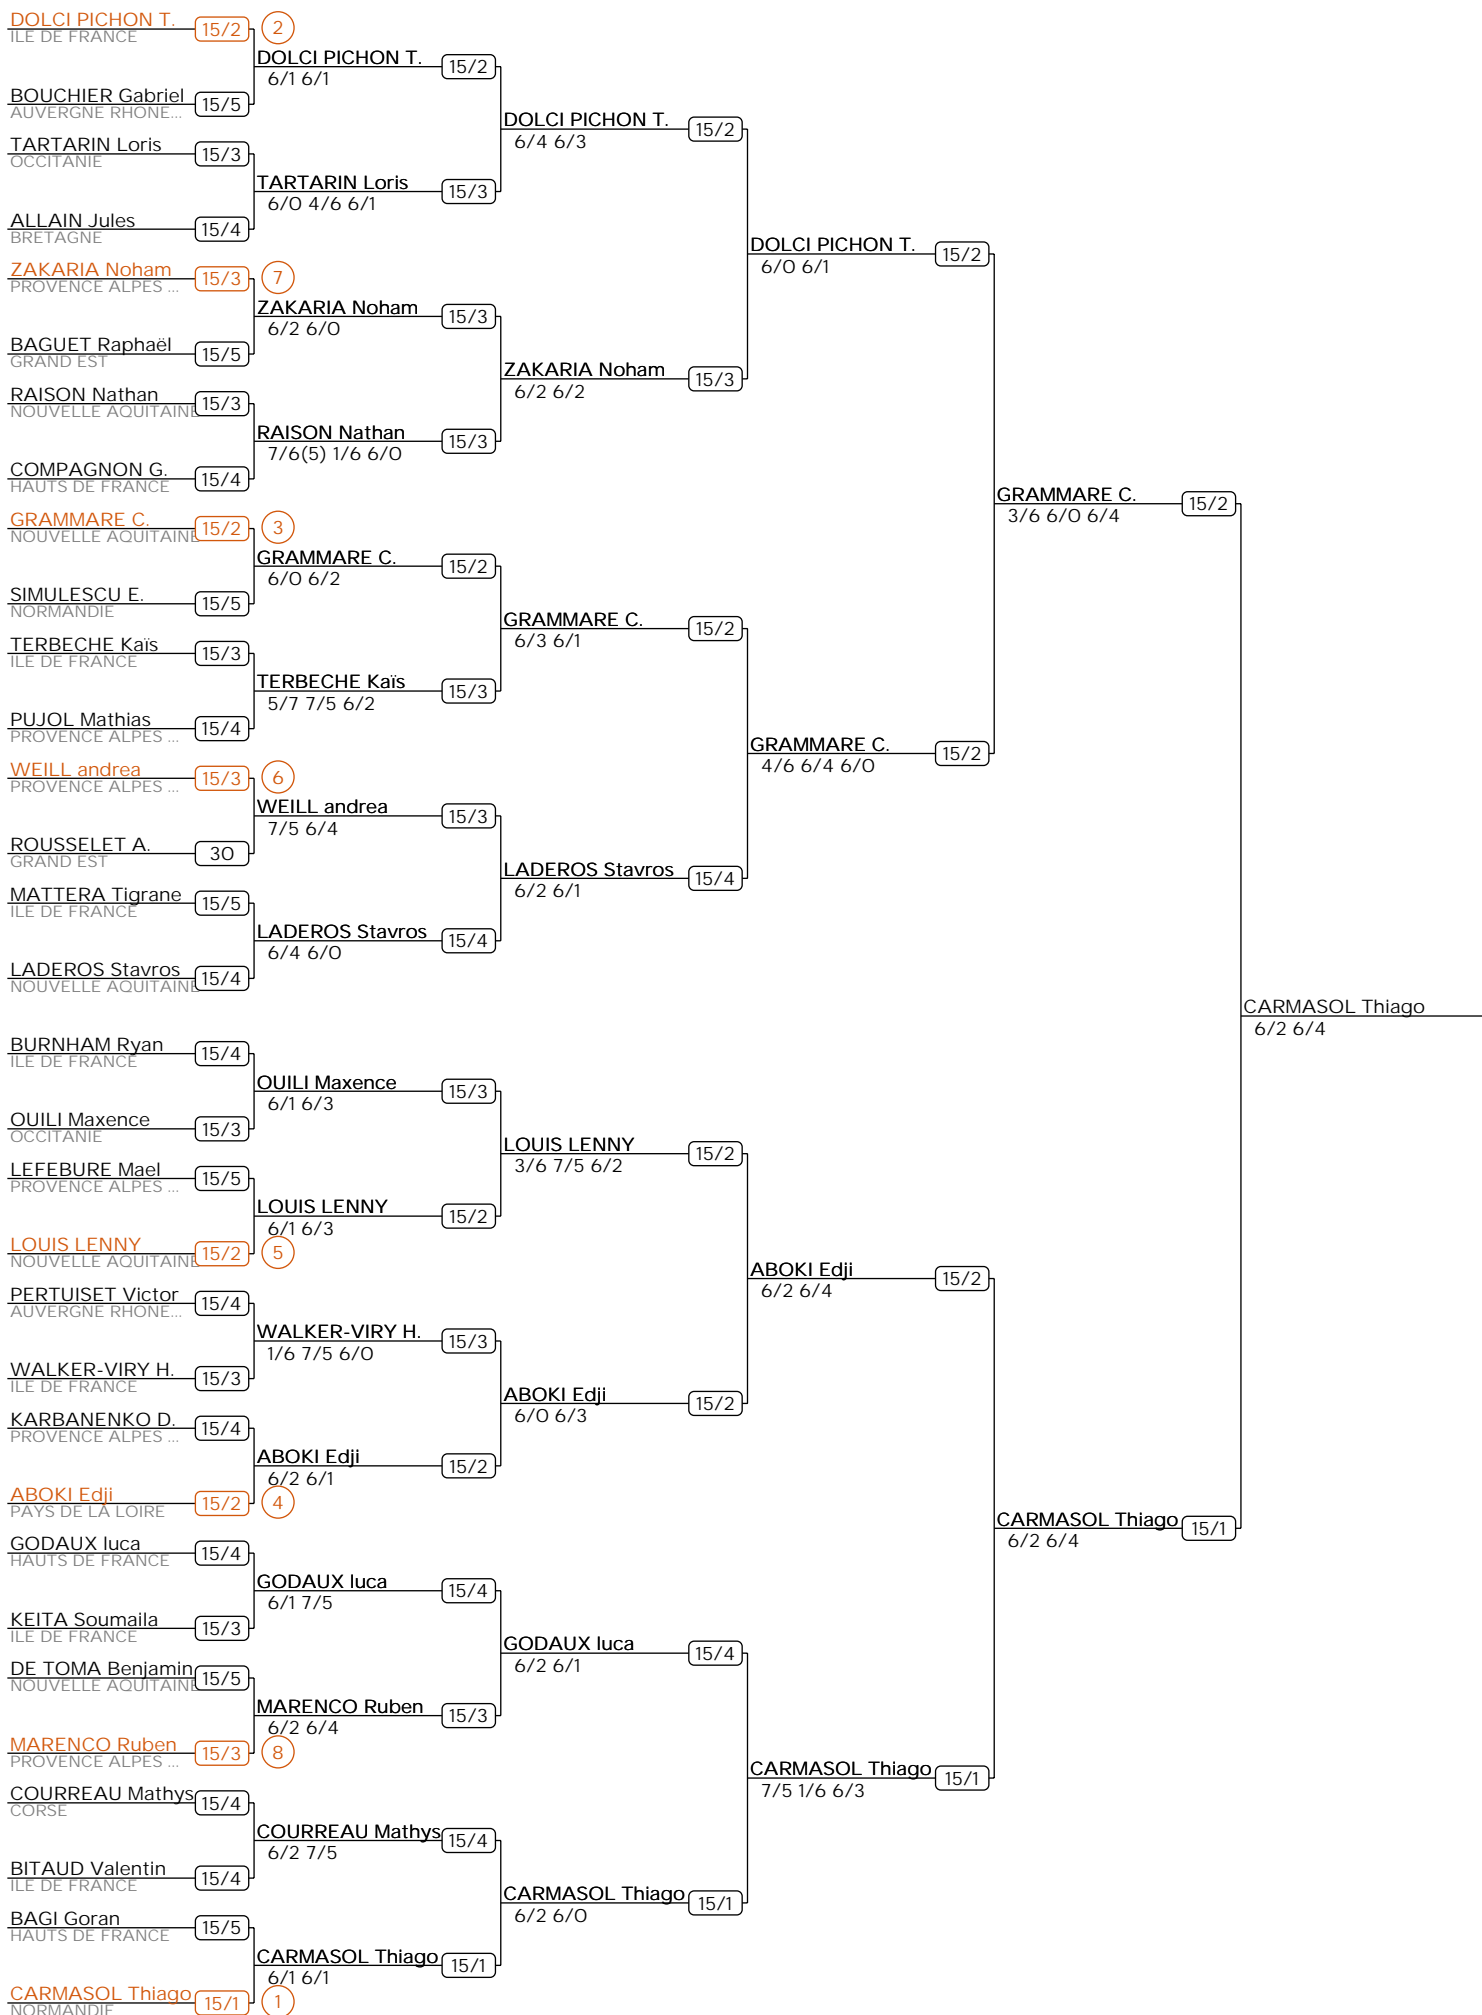 DOLCI PICHON T. 15/2 2
ILE DE FRANCE
DOLCI PICHON T. 15/2
6/1 6/1
BOUCHIER Gabriel 15/5
AUVERGNE RHONE...
DOLCI PICHON T. 15/2
6/4 6/3
TARTARIN Loris 15/3
OCCITANIE
TARTARIN Loris 15/3
6/0 4/6 6/1
ALLAIN Jules 15/4
BRETAGNE
DOLCI PICHON T. 15/2
6/0 6/1
ZAKARIA Noham 15/3 7
PROVENCE ALPES ...
ZAKARIA Noham 15/3
6/2 6/0
BAGUET Raphaël 15/5
GRAND EST
ZAKARIA Noham 15/3
6/2 6/2
RAISON Nathan 15/3
NOUVELLE AQUITAINE
RAISON Nathan 15/3
7/6(5) 1/6 6/0
COMPAGNON G. 15/4
HAUTS DE FRANCE
GRAMMARE C. 15/2
3/6 6/0 6/4
GRAMMARE C. 15/2 3
NOUVELLE AQUITAINE
GRAMMARE C. 15/2
6/0 6/2
SIMULESCU E. 15/5
NORMANDIE
GRAMMARE C. 15/2
6/3 6/1
TERBECHE Kaïs 15/3
ILE DE FRANCE
TERBECHE Kaïs 15/3
5/7 7/5 6/2
PUJOL Mathias 15/4
PROVENCE ALPES ...
GRAMMARE C. 15/2
4/6 6/4 6/0
WEILL andrea 15/3 6
PROVENCE ALPES ...
WEILL andrea 15/3
7/5 6/4
ROUSSELET A. 30
GRAND EST
LADEROS Stavros 15/4
6/2 6/1
MATTERA Tigrane 15/5
ILE DE FRANCE
LADEROS Stavros 15/4
6/4 6/0
LADEROS Stavros 15/4
NOUVELLE AQUITAINE
CARMASOL Thiago
6/2 6/4
BURNHAM Ryan 15/4
ILE DE FRANCE
OUILI Maxence 15/3
6/1 6/3
OUILI Maxence 15/3
OCCITANIE
LOUIS LENNY 15/2
3/6 7/5 6/2
LEFEBURE Mael 15/5
PROVENCE ALPES ...
LOUIS LENNY 15/2
6/1 6/3
LOUIS LENNY 15/2 5
NOUVELLE AQUITAINE
ABOKI Edji 15/2
6/2 6/4
PERTUISET Victor 15/4
AUVERGNE RHONE...
WALKER-VIRY H. 15/3
1/6 7/5 6/0
WALKER-VIRY H. 15/3
ILE DE FRANCE
ABOKI Edji 15/2
6/0 6/3
KARBANENKO D. 15/4
PROVENCE ALPES ...
ABOKI Edji 15/2
6/2 6/1
ABOKI Edji 15/2 4
PAYS DE LA LOIRE
CARMASOL Thiago 15/1
6/2 6/4
GODAUX luca 15/4
HAUTS DE FRANCE
GODAUX luca 15/4
6/1 7/5
KEITA Soumaila 15/3
ILE DE FRANCE
GODAUX luca 15/4
6/2 6/1
DE TOMA Benjamin 15/5
NOUVELLE AQUITAINE
MARENCO Ruben 15/3
6/2 6/4
MARENCO Ruben 15/3 8
PROVENCE ALPES ...
CARMASOL Thiago 15/1
7/5 1/6 6/3
COURREAU Mathys 15/4
CORSE
COURREAU Mathys 15/4
6/2 7/5
BITAUD Valentin 15/4
ILE DE FRANCE
CARMASOL Thiago 15/1
6/2 6/0
BAGI Goran 15/5
HAUTS DE FRANCE
CARMASOL Thiago 15/1
6/1 6/1
CARMASOL Thiago 15/1 1
NORMANDIE